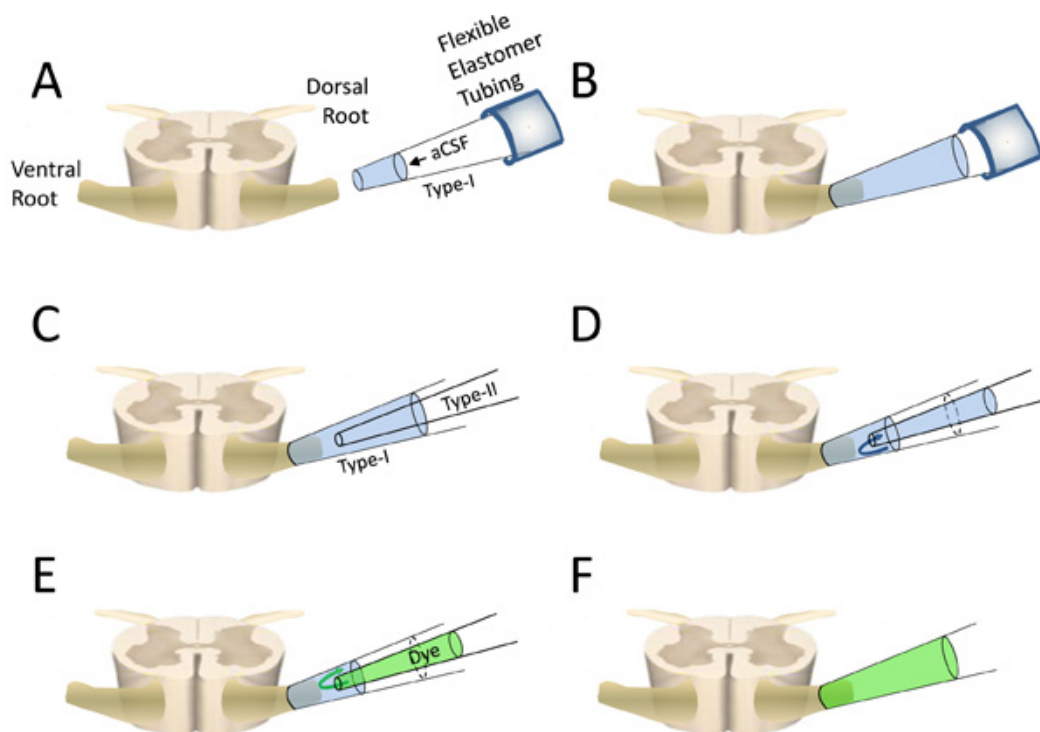 A
Dorsal
Root
Flexible
Elastomer
Tubing
aCSF
Type-I
Ventral
Root
B
C
Type-II
Type-I
D
E
Dye
F